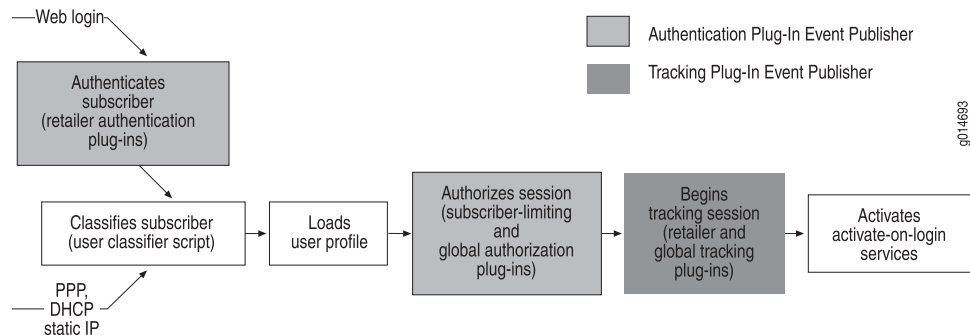 Web login
Authentication Plug-In Event Publisher
Tracking Plug-In Event Publisher
g014693
Authenticates
subscriber
(retailer authentication
plug-ins)
Classifies subscriber
(user classifier script)
Loads
user profile
Authorizes session
(subscriber-limiting
and
global authorization
plug-ins)
Begins
tracking session
(retailer and
global tracking
plug-ins)
Activates
activate-on-login
services
PPP,
DHCP
static IP